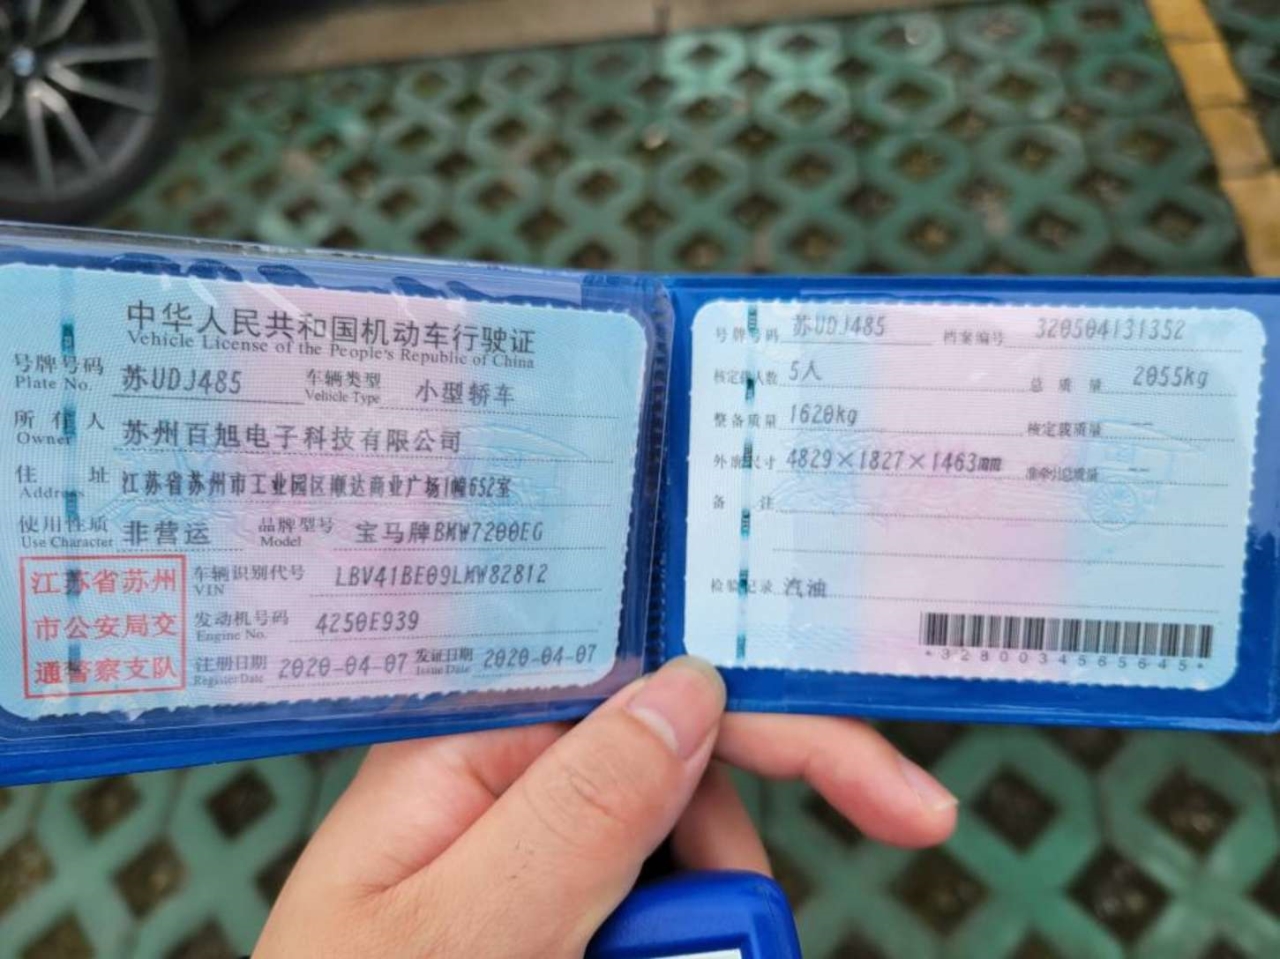 中华人民共和国机动车行驶证
Vehicle License of the People's Republic of China
号牌号码 苏UDJ485 车辆类型 小型轿车
Plate No. Vehicle Type
所有人 苏州百旭电子科技有限公司
Owner
住址 江苏省苏州市工业园区顺达商业广场1幢652室
Address
使用性质 非营运 品牌型号 宝马牌BMW7200EG
Use Character Model
江苏省苏州
市公安局交
通警察支队
车辆识别代号 LBV41BE09LMW82812
VIN
发动机号码 4250E939
Engine No.
注册日期 2020-04-07 发证日期 2020-04-07
Register Date Issue Date
号牌号码 苏UDJ485 档案编号 320504131352
核定载人数 5人 总质量 2055kg
整备质量 1620kg 核定载质量 --
外廓尺寸 4829×1827×1463mm 准牵引总质量 --
备注
检验记录 汽油
*3280034565645*